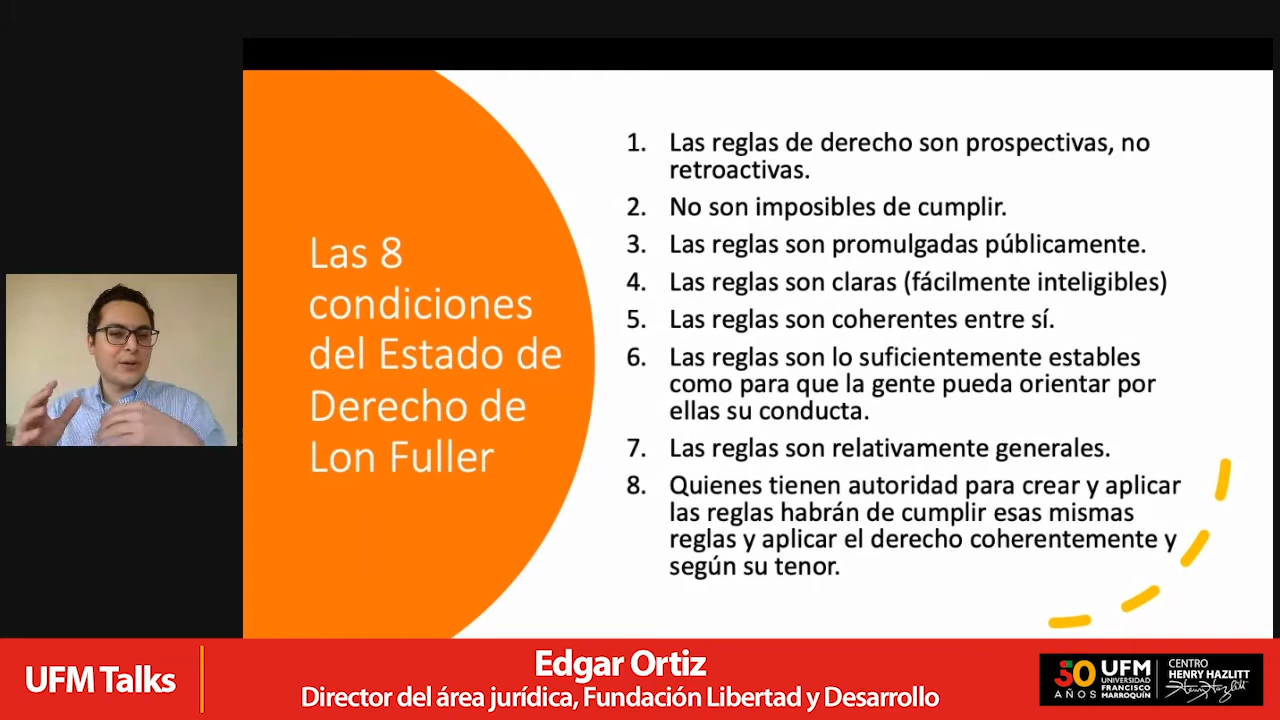 Las 8
condiciones
del Estado de
Derecho de
Lon Fuller
1. Las reglas de derecho son prospectivas, no
retroactivas.
2. No son imposibles de cumplir.
3. Las reglas son promulgadas públicamente.
4. Las reglas son claras (fácilmente inteligibles)
5. Las reglas son coherentes entre sí.
6. Las reglas son lo suficientemente estables
como para que la gente pueda orientar por
ellas su conducta.
7. Las reglas son relativamente generales.
8. Quienes tienen autoridad para crear y aplicar
las reglas habrán de cumplir esas mismas
reglas y aplicar el derecho coherentemente y
según su tenor.
UFM Talks
Edgar Ortiz
Director del área jurídica, Fundación Libertad y Desarrollo
50
AÑOS
UFM
UNIVERSIDAD
FRANCISCO
MARROQUÍN
CENTRO
HENRY HAZLITT
Henry Hazlitt